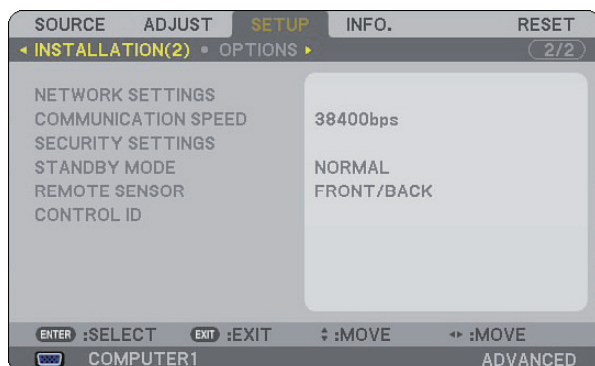 SOURCE ADJUST SETUP INFO. RESET
INSTALLATION(2) • OPTIONS 2/2
NETWORK SETTINGS
COMMUNICATION SPEED 38400bps
SECURITY SETTINGS
STANDBY MODE NORMAL
REMOTE SENSOR FRONT/BACK
CONTROL ID
ENTER :SELECT EXIT :EXIT :MOVE :MOVE
COMPUTER1 ADVANCED